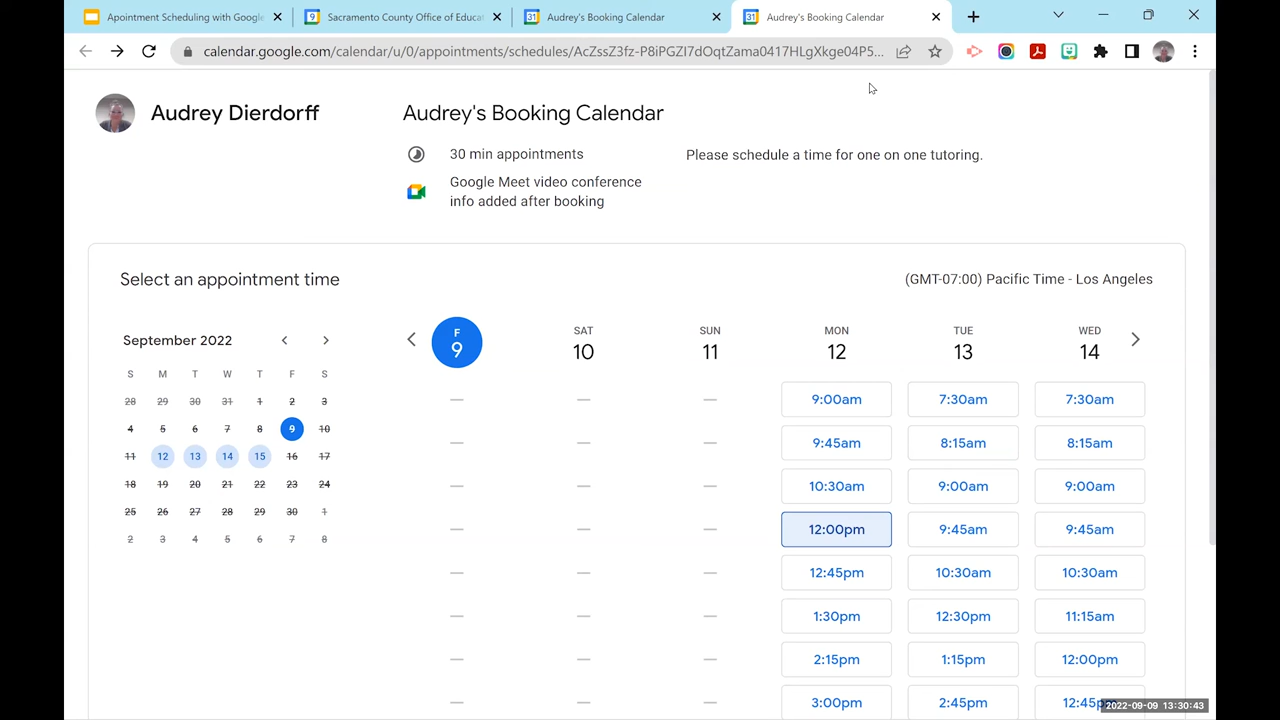 Apointment Scheduling with Google
Sacramento County Office of Educat
Audrey's Booking Calendar
Audrey's Booking Calendar
calendar.google.com/calendar/u/0/appointments/schedules/AcZssZ3fz-P8iPGZI7dOqtZama0417HLgXkge04P5...
Audrey Dierdorff
Audrey's Booking Calendar
30 min appointments
Please schedule a time for one on one tutoring.
Google Meet video conference
info added after booking
Select an appointment time
(GMT-07:00) Pacific Time - Los Angeles
September 2022
S M T W T F S
28 29 30 31 1 2 3
4 5 6 7 8 9 10
11 12 13 14 15 16 17
18 19 20 21 22 23 24
25 26 27 28 29 30 1
2 3 4 5 6 7 8
F SAT SUN MON TUE WED
9 10 11 12 13 14
— — — 9:00am 7:30am 7:30am
— — — 9:45am 8:15am 8:15am
— — — 10:30am 9:00am 9:00am
— — — 12:00pm 9:45am 9:45am
— — — 12:45pm 10:30am 10:30am
— — — 1:30pm 12:30pm 11:15am
— — — 2:15pm 1:15pm 12:00pm
— — — 3:00pm 2:45pm 12:45p
2022-09-09 13:30:43